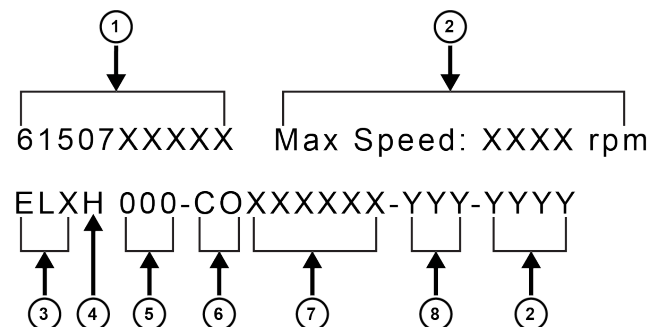 1 2
61507XXXXX Max Speed: XXXX rpm
ELXH 000-COXXXXXX-YYY-YYYY
3 4 5 6 7 8 2